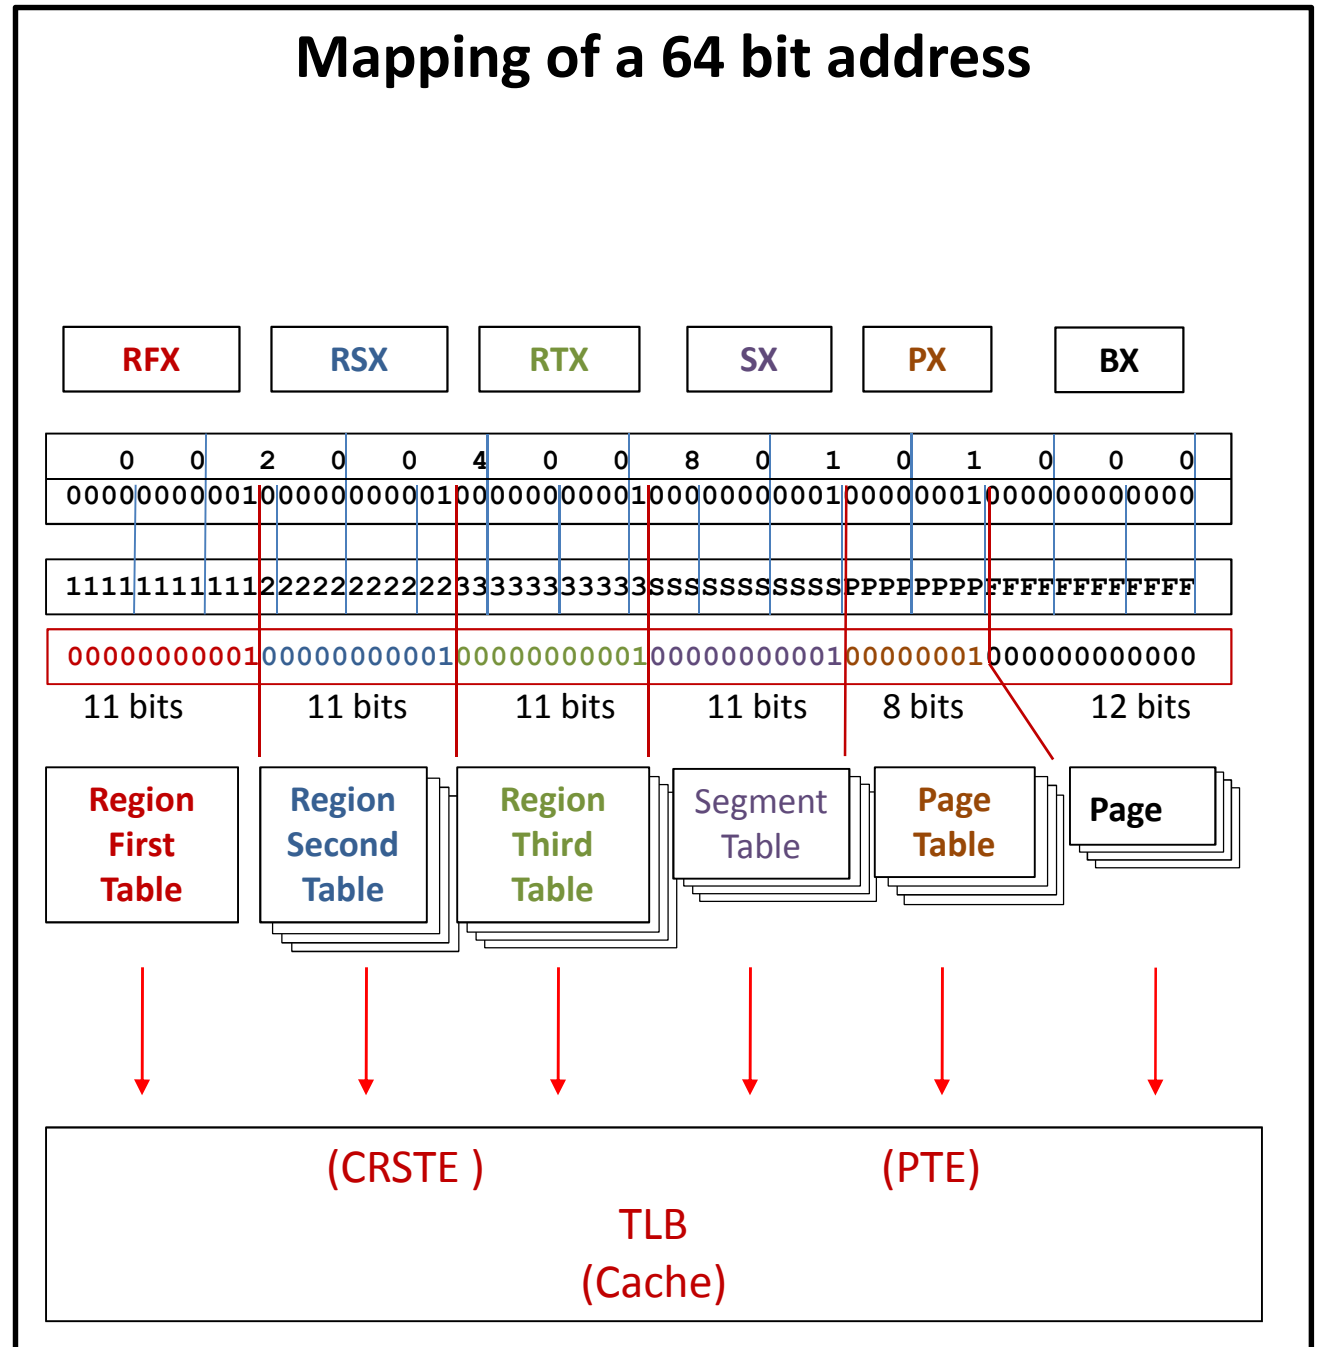 Mapping of a 64 bit address
RFX RSX RTX SX PX BX
0 0 2 0 0 4 0 0 8 0 1 0 1 0 0 0
0000000000100000000001000000000010000000000100000001000000000000
111111111112222222222233333333333SSSSSSSSSSSPPPPPPPPFFFFFFFFFFFF
0000000000100000000001000000000010000000000100000001000000000000
11 bits 11 bits 11 bits 11 bits 8 bits 12 bits
Region First Table
Region Second Table
Region Third Table
Segment Table
Page Table
Page
(CRSTE ) (PTE)
TLB
(Cache)